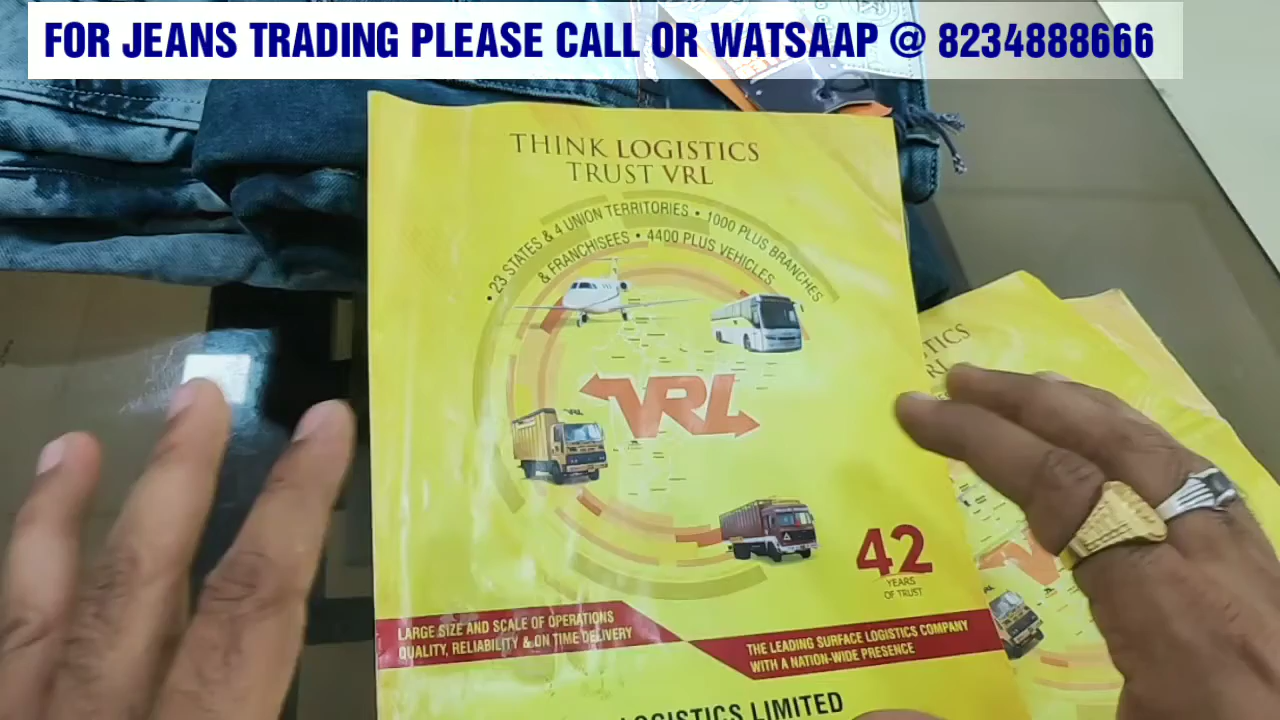 FOR JEANS TRADING PLEASE CALL OR WATSAAP @ 8234888666
THINK LOGISTICS
TRUST VRL
• 23 STATES & 4 UNION TERRITORIES • 1000 PLUS BRANCHES
& FRANCHISEES • 4400 PLUS VEHICLES
VRL
VRL
42
YEARS
OF TRUST
LARGE SIZE AND SCALE OF OPERATIONS
QUALITY, RELIABILITY & ON TIME DELIVERY
THE LEADING SURFACE LOGISTICS COMPANY
WITH A NATION-WIDE PRESENCE
LOGISTICS LIMITED